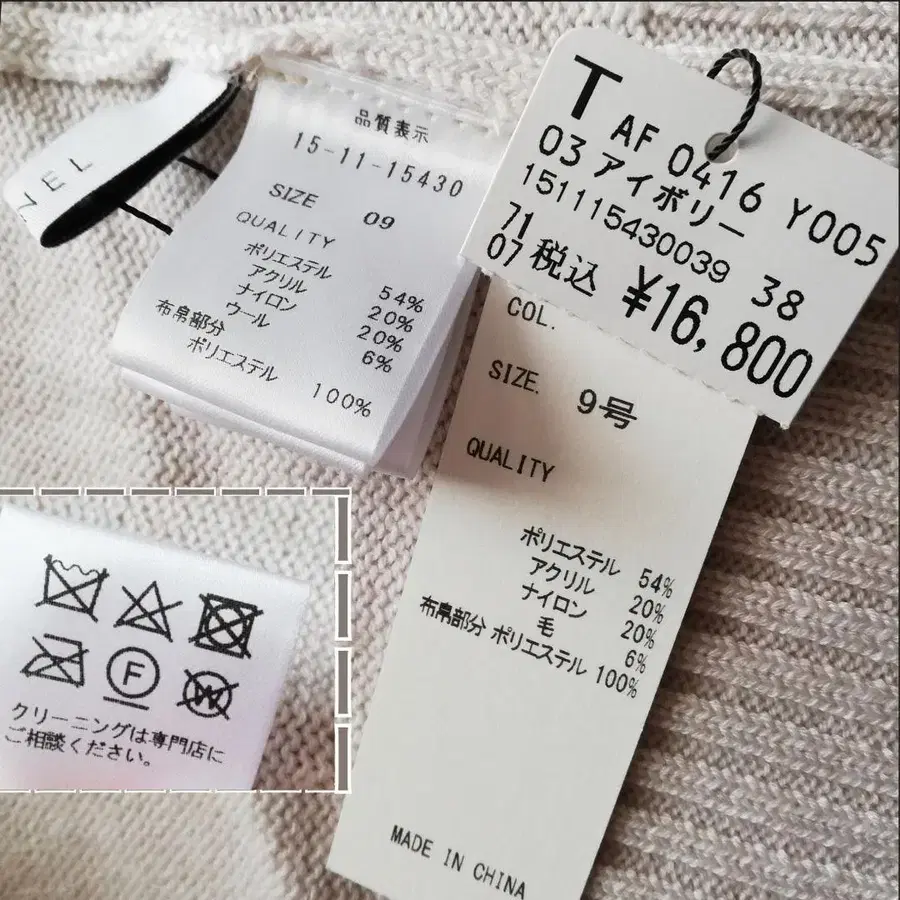 NEL
品質表示
15-11-15430
SIZE 09
QUALITY
ポリエステル 54%
アクリル 20%
ナイロン 20%
ウール 6%
布帛部分
ポリエステル 100%
T AF 0416 Y005
03 アイボリー
151115430039 38
71
07 税込 ¥16,800
COL.
SIZE. 9号
QUALITY
ポリエステル 54%
アクリル 20%
ナイロン 20%
毛 6%
布帛部分 ポリエステル 100%
MADE IN CHINA
F
W
クリーニングは専門店に
ご相談ください。